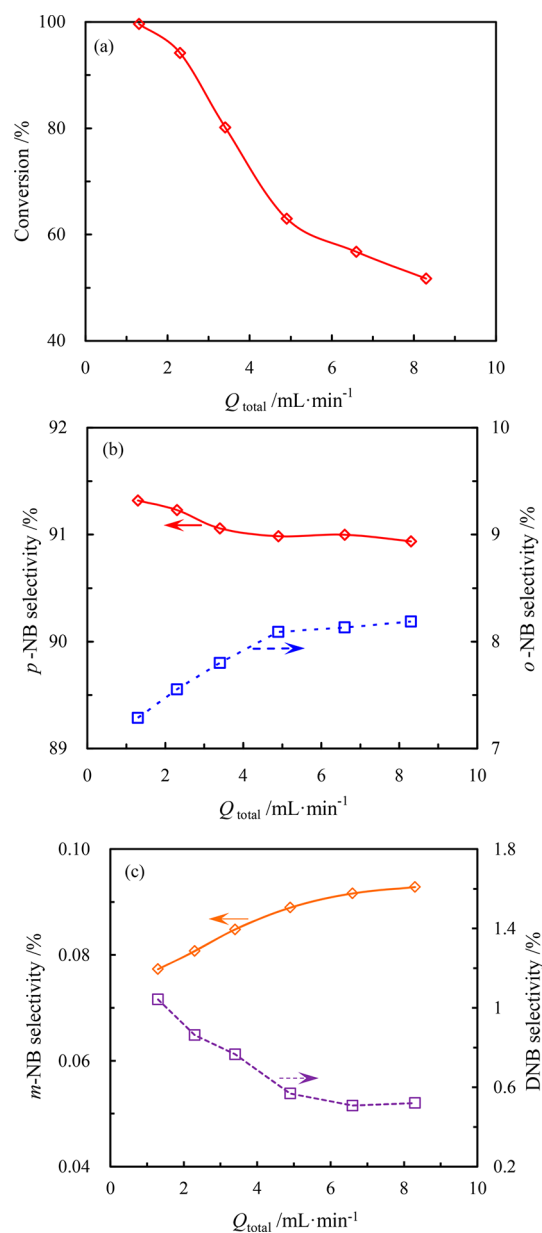 (a)
100
80
60
40
Conversion /%
0 2 4 6 8 10
Q total /mL·min-1
(b)
92
91
90
89
p -NB selectivity /%
10
9
8
7
o -NB selectivity /%
0 2 4 6 8 10
Q total /mL·min-1
(c)
0.10
0.08
0.06
0.04
m-NB selectivity /%
1.8
1.4
1
0.6
0.2
DNB selectivity /%
0 2 4 6 8 10
Qtotal /mL·min-1